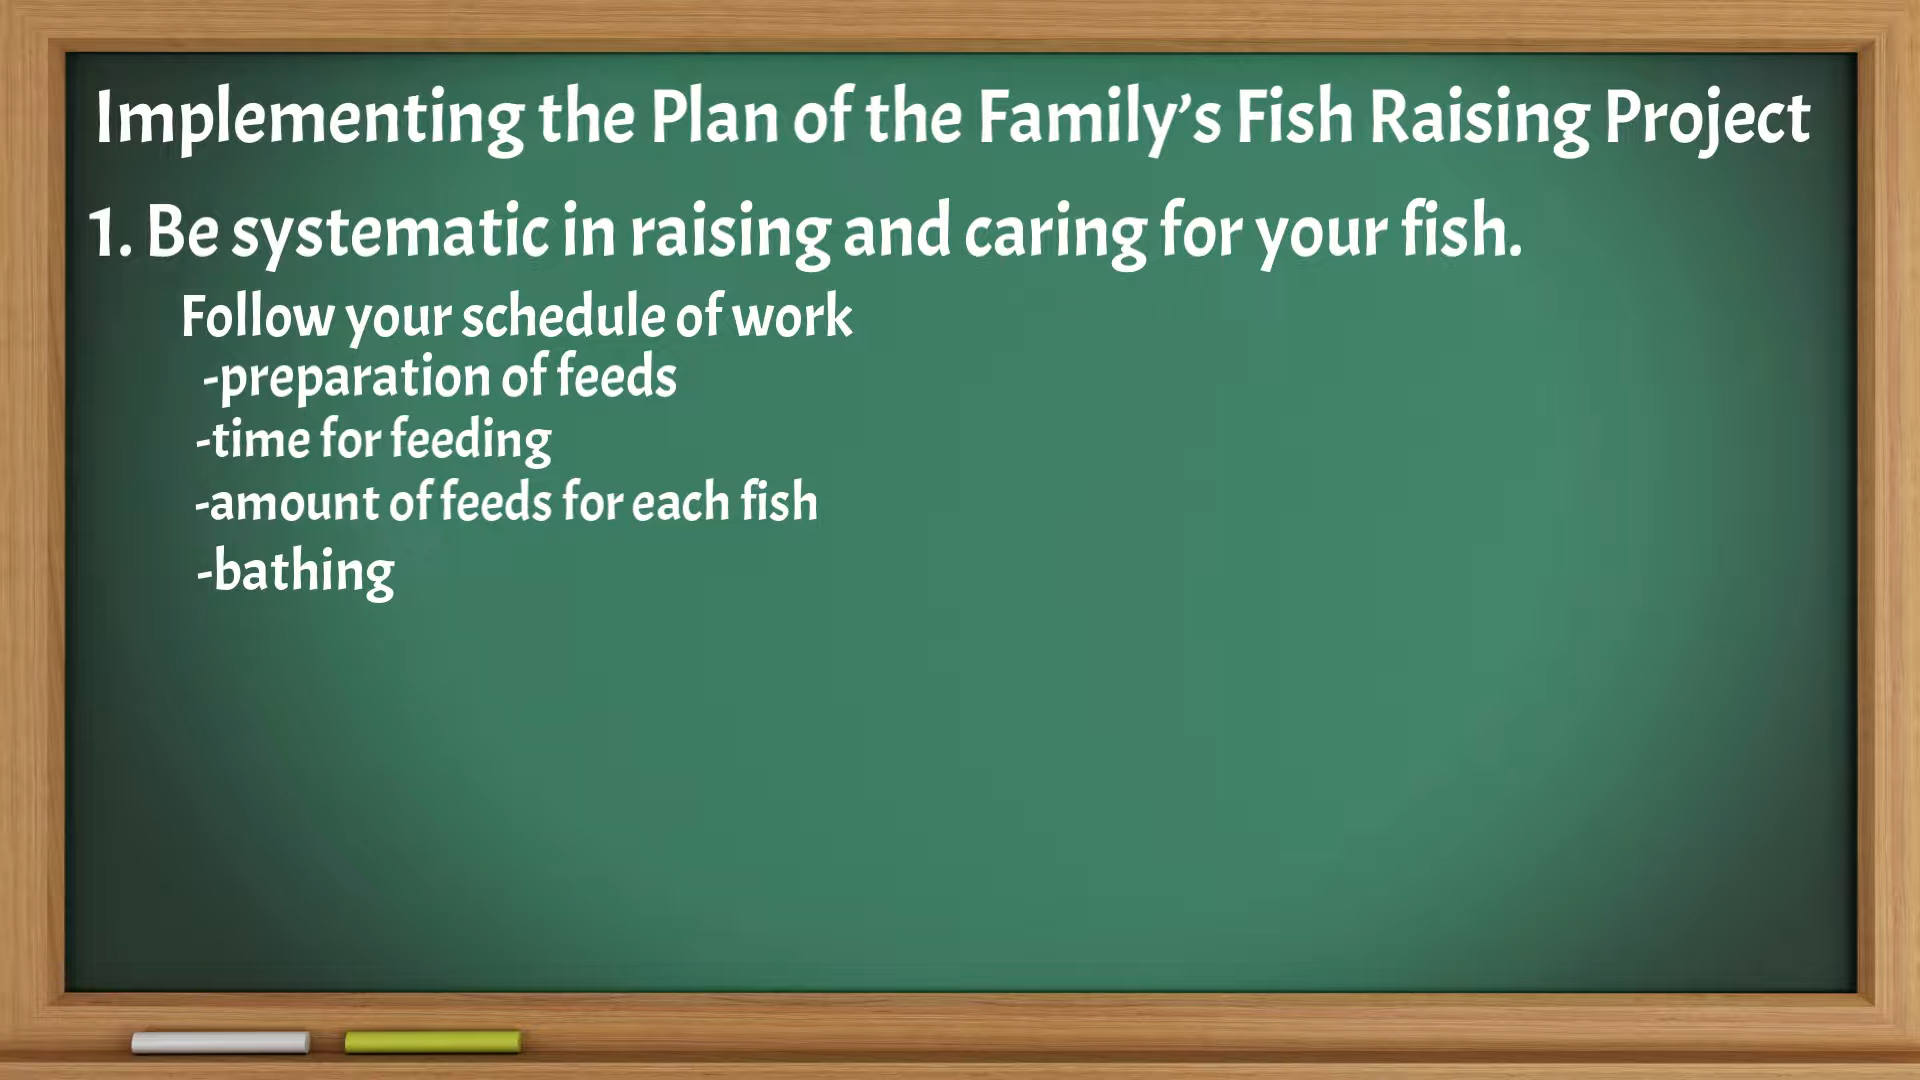 Implementing the Plan of the Family’s Fish Raising Project
1. Be systematic in raising and caring for your fish.
Follow your schedule of work
-preparation of feeds
-time for feeding
-amount of feeds for each fish
-bathing